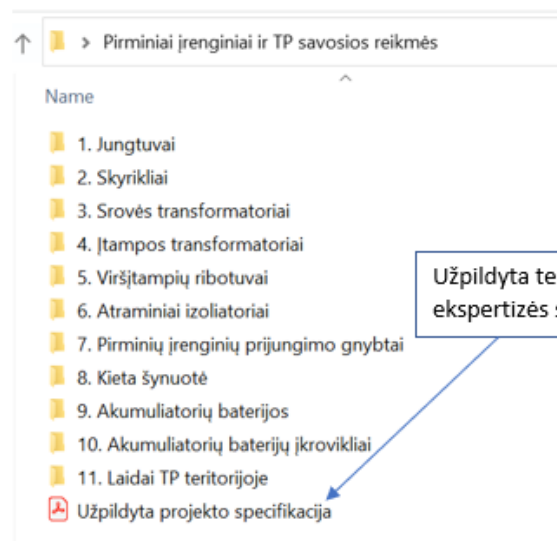 Pirminiai įrenginiai ir TP savosios reikmės
Name
1. Jungtuvai
2. Skyrikliai
3. Srovės transformatoriai
4. Įtampos transformatoriai
5. Viršįtampių ribotuvai
Užpildyta te
6. Atraminiai izoliatoriai
ekspertizės s
7. Pirminių įrenginių prijungimo gnybtai
8. Kieta šynuotė
9. Akumuliatorių baterijos
10. Akumuliatorių baterijų įkrovikliai
11. Laidai TP teritorijoje
Užpildyta projekto specifikacija